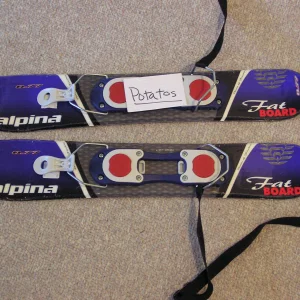 Potatos
alpina
Fat
BOARD
alpina
Fat
BOARD